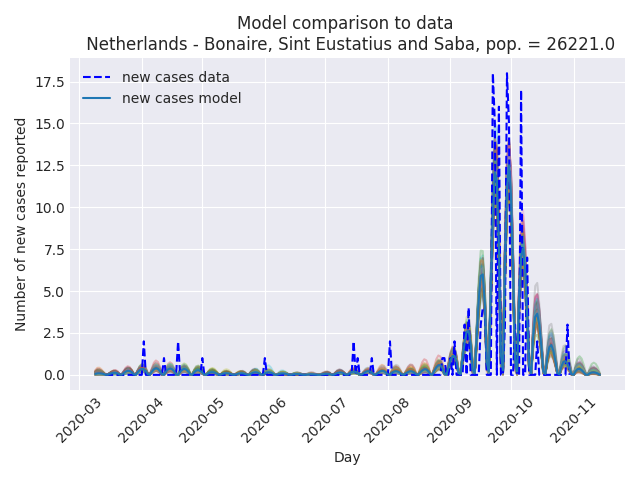 Model comparison to data
Netherlands - Bonaire, Sint Eustatius and Saba, pop. = 26221.0
new cases data
new cases model
Number of new cases reported
17.5
15.0
12.5
10.0
7.5
5.0
2.5
0.0
2020-03
2020-04
2020-05
2020-06
2020-07
2020-08
2020-09
2020-10
2020-11
Day